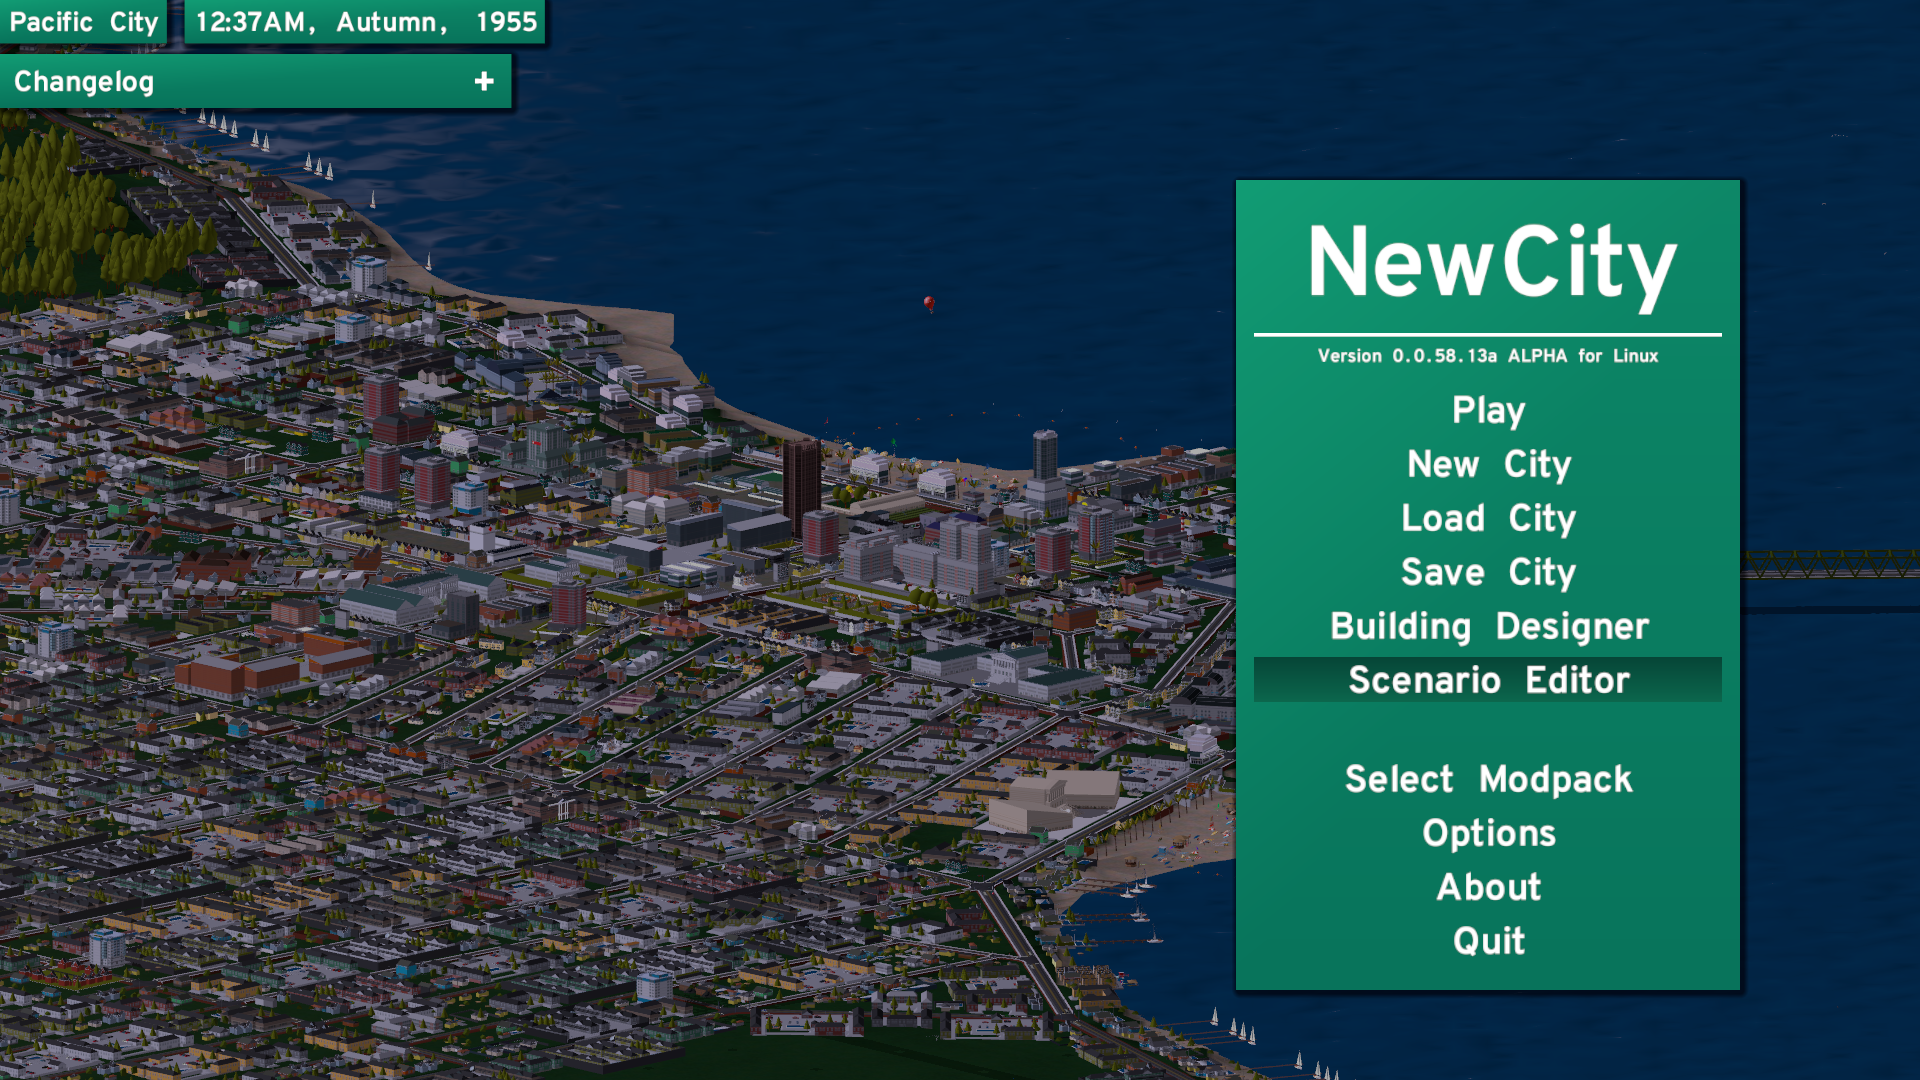 Pacific City
12:37AM, Autumn, 1955
Changelog +
NewCity
Version 0.0.58.13a ALPHA for Linux
Play
New City
Load City
Save City
Building Designer
Scenario Editor
Select Modpack
Options
About
Quit